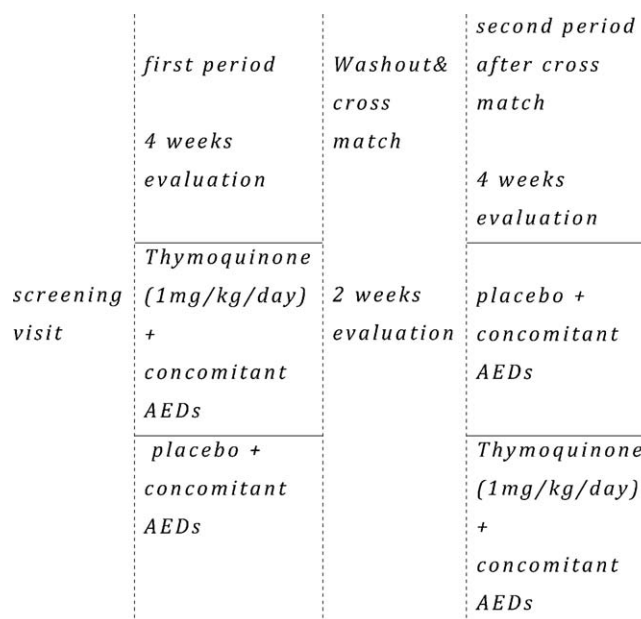 first period
4 weeks
evaluation
Washout&
cross
match
second period
after cross
match
4 weeks
evaluation
screening
visit
Thymoquinone
(1mg/kg/day)
+
concomitant
AEDs
2 weeks
evaluation
placebo +
concomitant
AEDs
placebo +
concomitant
AEDs
Thymoquinone
(1mg/kg/day)
+
concomitant
AEDs